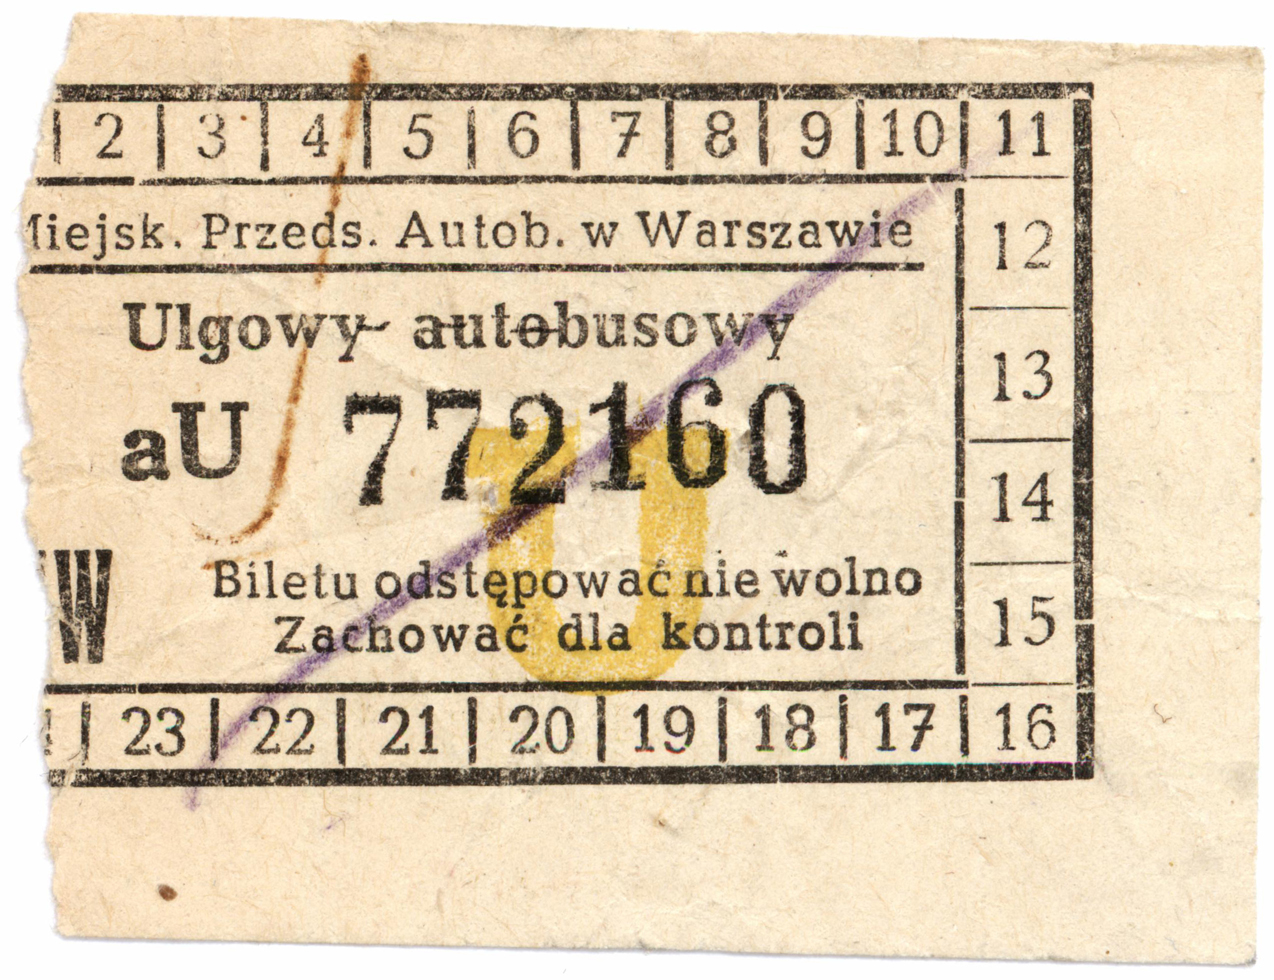 2 3 4 5 6 7 8 9 10 11
Miejsk. Przeds. Autob. w Warszawie
12
Ulgowy autobusowy
13
aU 772160
U
14
W
Biletu odstępować nie wolno
Zachować dla kontroli
15
23 22 21 20 19 18 17 16